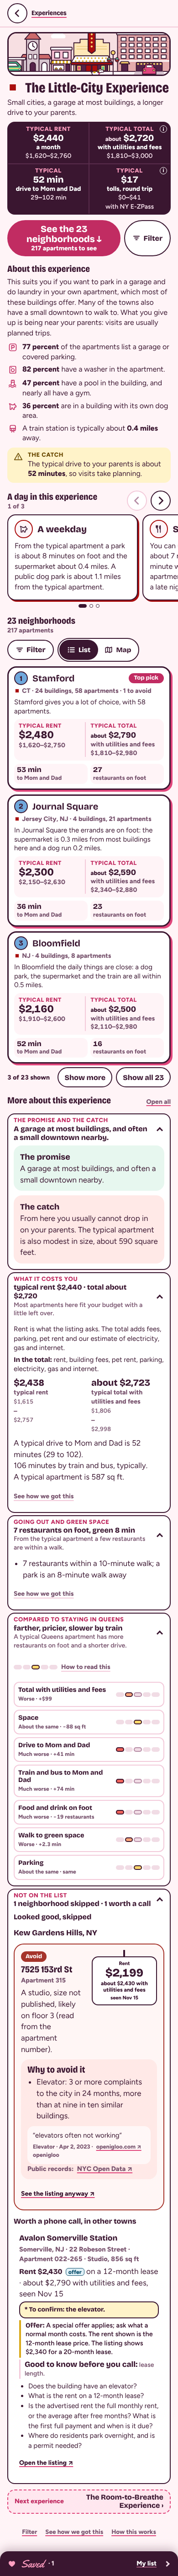 Experiences
The Little-City Experience
Small cities, a garage at most buildings, a longer
drive to your parents.
TYPICAL RENT
$2,440
a month
$1,620–$2,760
TYPICAL TOTAL
about $2,720
with utilities and fees
$1,810–$3,000
TYPICAL
52 min
drive to Mom and Dad
29–102 min
TYPICAL
$17
tolls, round trip
$0–$41
with NY E-ZPass
See the 23
neighborhoods ↓
217 apartments to see
Filter
About this experience
This suits you if you want to park in a garage and
do laundry in your own apartment, which most of
these buildings offer. Many of the towns also
have a small downtown to walk to. What you give
up is being near your parents: visits are usually
planned trips.
77 percent of the apartments list a garage or
covered parking.
82 percent have a washer in the apartment.
47 percent have a pool in the building, and
nearly all have a gym.
36 percent are in a building with its own dog
area.
A train station is typically about 0.4 miles
away.
THE CATCH
The typical drive to your parents is about
52 minutes, so visits take planning.
A day in this experience
1 of 3
A weekday
From the typical apartment a park
is about 8 minutes on foot and a
supermarket about 0.4 miles. A
public dog park is about 1.1 miles
from the typical apartment.
23 neighborhoods
217 apartments
Filter
List
Map
1 Stamford
Top pick
CT · 24 buildings, 58 apartments · 1 to avoid
Stamford gives you a lot of choice, with 58
apartments.
TYPICAL RENT
$2,480
$1,620–$2,750
TYPICAL TOTAL
about $2,790
with utilities and fees
$1,810–$2,980
53 min
to Mom and Dad
27
restaurants on foot
2 Journal Square
Jersey City, NJ · 4 buildings, 21 apartments
In Journal Square the errands are on foot: the
supermarket is 0.3 miles from most buildings
here and a dog run 0.2 miles.
TYPICAL RENT
$2,300
$2,150–$2,630
TYPICAL TOTAL
about $2,590
with utilities and fees
$2,340–$2,880
36 min
to Mom and Dad
23
restaurants on foot
3 Bloomfield
NJ · 4 buildings, 8 apartments
In Bloomfield the daily things are close: a dog
park, the supermarket and the train are all within
0.5 miles.
TYPICAL RENT
$2,160
$1,910–$2,600
TYPICAL TOTAL
about $2,500
with utilities and fees
$2,110–$2,980
52 min
to Mom and Dad
16
restaurants on foot
3 of 23 shown
Show more
Show all 23
More about this experience
Open all
THE PROMISE AND THE CATCH
A garage at most buildings, and often
a small downtown nearby.
The promise
A garage at most buildings, and often a
small downtown nearby.
The catch
From here you usually cannot drop in
on your parents. The typical apartment
is also modest in size, about 590 square
feet.
WHAT IT COSTS YOU
typical rent $2,440 · total about
$2,720
Most apartments here fit your budget with a
little left over.
Rent is what the listing asks. The total adds fees,
parking, pet rent and our estimate of electricity,
gas and internet.
In the total: rent, building fees, pet rent, parking,
electricity, gas and internet.
$2,438
typical rent
$1,615
–
$2,757
about $2,723
typical total with
utilities and fees
$1,806
–
$2,998
A typical drive to Mom and Dad is 52
minutes (29 to 102).
106 minutes by train and bus, typically.
A typical apartment is 587 sq ft.
See how we got this
GOING OUT AND GREEN SPACE
7 restaurants on foot, green 8 min
From the typical apartment a few restaurants
are within a walk.
7 restaurants within a 10-minute walk; a
park is an 8-minute walk away
See how we got this
COMPARED TO STAYING IN QUEENS
farther, pricier, slower by train
A typical Queens apartment has more
restaurants on foot and a shorter drive.
How to read this
Total with utilities and fees
Worse · +$99
Space
About the same · −88 sq ft
Drive to Mom and Dad
Much worse · +41 min
Train and bus to Mom and
Dad
Much worse · +74 min
Food and drink on foot
Much worse · −19 restaurants
Walk to green space
Worse · +2.3 min
Parking
About the same · same
NOT ON THE LIST
1 neighborhood skipped · 1 worth a call
Looked good, skipped
Kew Gardens Hills, NY
Avoid
7525 153rd St
Apartment 315
A studio, size not
published, likely
on floor 3 (read
from the
apartment
number).
Rent
$2,199
about $2,430 with
utilities and fees
seen Nov 15
Why to avoid it
Elevator: 3 or more complaints
to the city in 24 months, more
than at nine in ten similar
buildings.
"elevators often not working"
Elevator · Apr 2, 2023 · openigloo.com ↗
openigloo
Public records: NYC Open Data ↗
See the listing anyway ↗
Worth a phone call, in other towns
Avalon Somerville Station
Somerville, NJ · 22 Robeson Street ·
Apartment 022-265 · Studio, 856 sq ft
Rent $2,430 offer on a 12-month lease
· about $2,790 with utilities and fees,
seen Nov 15
* To confirm: the elevator.
Offer: A special offer applies; ask what a
normal month costs. The rent shown is the
12-month lease price. The listing shows
$2,340 for a 20-month lease.
Good to know before you call: lease
length.
Does the building have an elevator?
What is the rent on a 12-month lease?
Is the advertised rent the full monthly rent,
or the average after free months? What is
the first full payment and when is it due?
Where do residents park overnight, and is
a permit needed?
Open the listing ↗
Next experience
The Room-to-Breathe
Experience ›
Filter
See how we got this
How this works
Saved · 1
My list